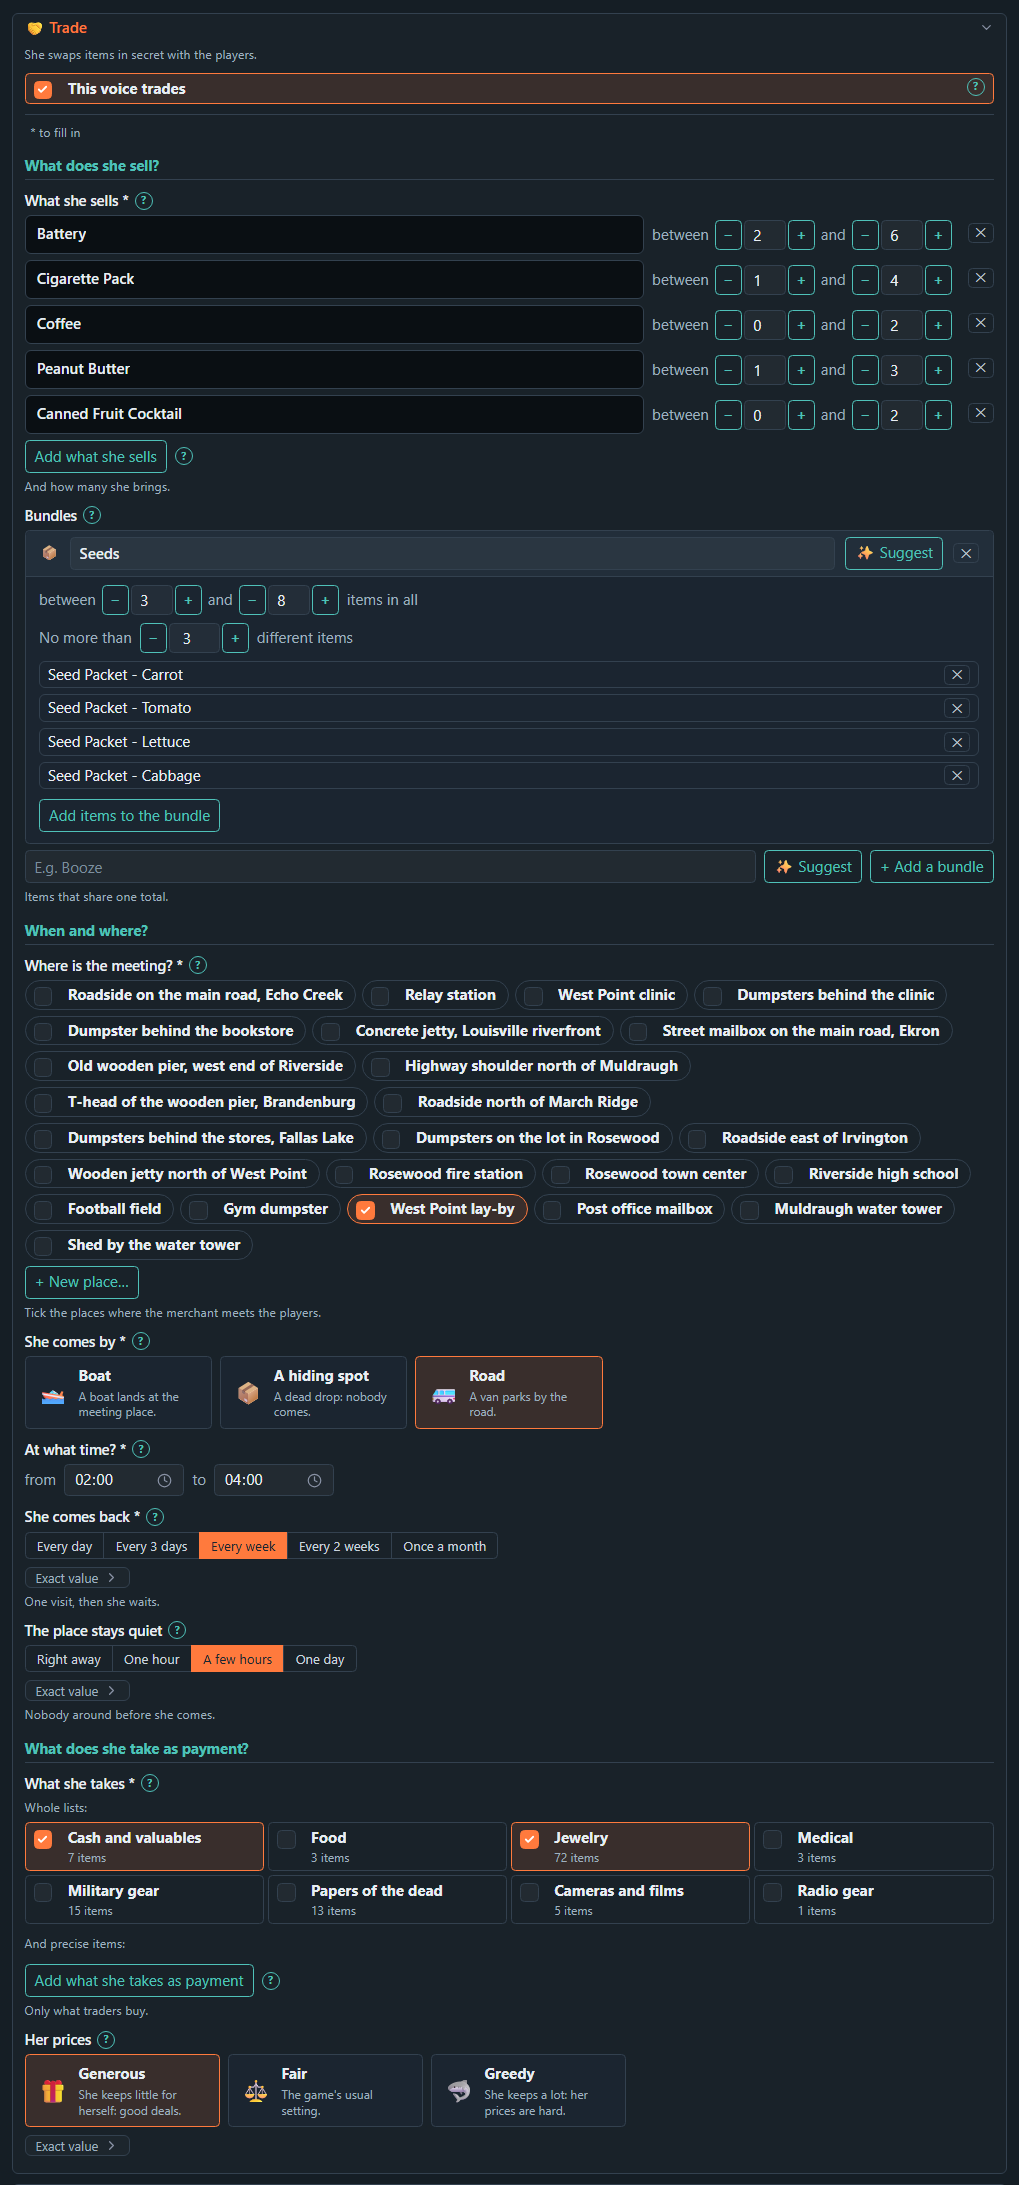 Trade
She swaps items in secret with the players.
This voice trades ?
* to fill in
What does she sell?
What she sells * ?
Battery between − 2 + and − 6 +
Cigarette Pack between − 1 + and − 4 +
Coffee between − 0 + and − 2 +
Peanut Butter between − 1 + and − 3 +
Canned Fruit Cocktail between − 0 + and − 2 +
Add what she sells ?
And how many she brings.
Bundles ?
Seeds Suggest
between − 3 + and − 8 + items in all
No more than − 3 + different items
Seed Packet - Carrot
Seed Packet - Tomato
Seed Packet - Lettuce
Seed Packet - Cabbage
Add items to the bundle
E.g. Booze Suggest + Add a bundle
Items that share one total.
When and where?
Where is the meeting? * ?
Roadside on the main road, Echo Creek Relay station West Point clinic Dumpsters behind the clinic
Dumpster behind the bookstore Concrete jetty, Louisville riverfront Street mailbox on the main road, Ekron
Old wooden pier, west end of Riverside Highway shoulder north of Muldraugh
T-head of the wooden pier, Brandenburg Roadside north of March Ridge
Dumpsters behind the stores, Fallas Lake Dumpsters on the lot in Rosewood Roadside east of Irvington
Wooden jetty north of West Point Rosewood fire station Rosewood town center Riverside high school
Football field Gym dumpster West Point lay-by Post office mailbox Muldraugh water tower
Shed by the water tower
+ New place...
Tick the places where the merchant meets the players.
She comes by * ?
Boat
A boat lands at the
meeting place.
A hiding spot
A dead drop: nobody
comes.
Road
A van parks by the
road.
At what time? * ?
from 02:00 to 04:00
She comes back * ?
Every day Every 3 days Every week Every 2 weeks Once a month
Exact value
One visit, then she waits.
The place stays quiet ?
Right away One hour A few hours One day
Exact value
Nobody around before she comes.
What does she take as payment?
What she takes * ?
Whole lists:
Cash and valuables
7 items
Food
3 items
Jewelry
72 items
Medical
3 items
Military gear
15 items
Papers of the dead
13 items
Cameras and films
5 items
Radio gear
1 items
And precise items:
Add what she takes as payment ?
Only what traders buy.
Her prices ?
Generous
She keeps little for
herself: good deals.
Fair
The game's usual
setting.
Greedy
She keeps a lot: her
prices are hard.
Exact value